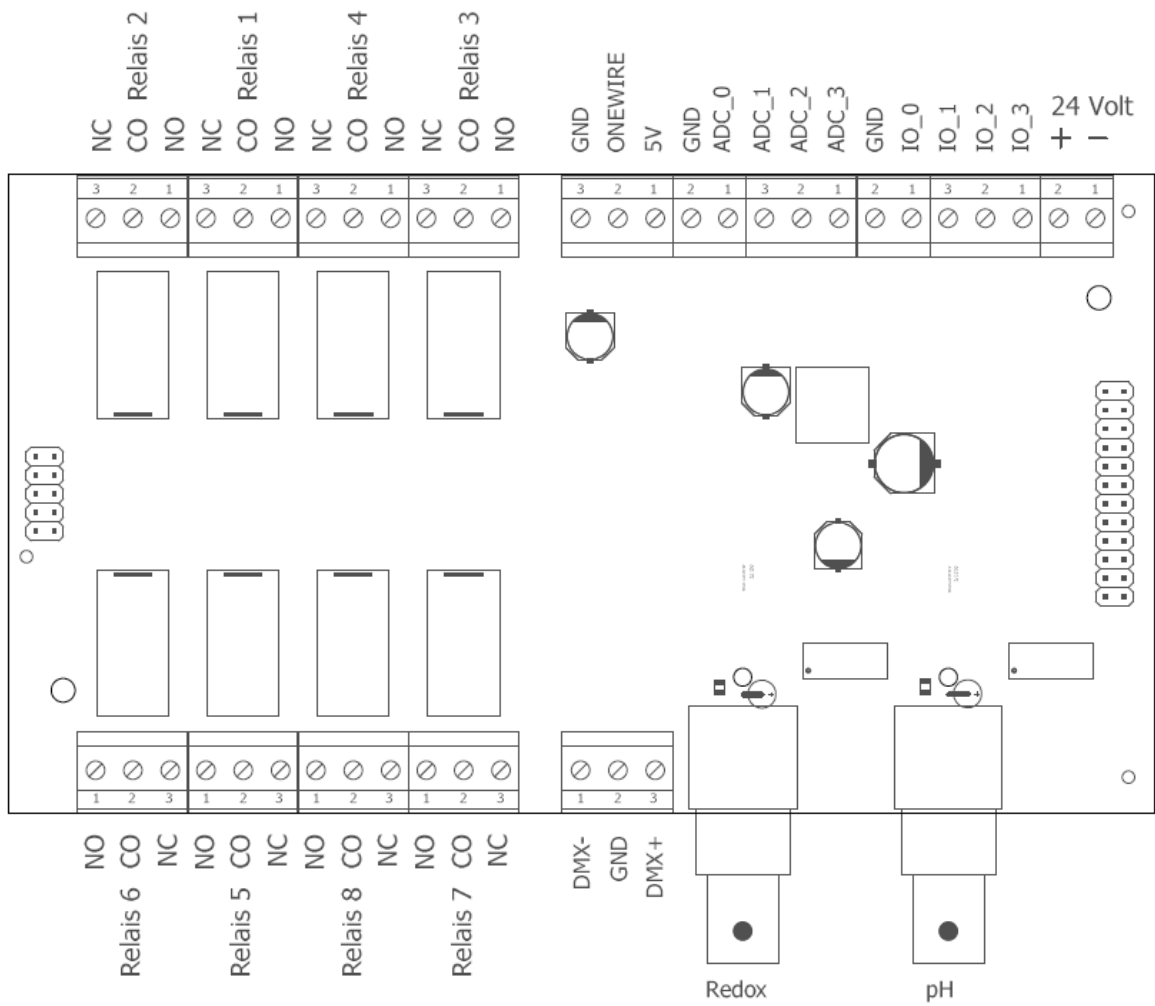 Relais 2
Relais 1
Relais 4
Relais 3
NC CO NO NC CO NO NC CO NO NC CO NO
GND ONEWIRE 5V GND ADC_0 ADC_1 ADC_2 ADC_3 GND IO_0 IO_1 IO_2 IO_3
24 Volt
+ -
3 2 1 3 2 1 3 2 1 3 2 1 3 2 1 2 1 3 2 1 2 1 3 2 1 2 1
+ +
1 2 3 1 2 3 1 2 3 1 2 3 1 2 3
NO CO NC NO CO NC NO CO NC NO CO NC
DMX- GND DMX+
Relais 6
Relais 5
Relais 8
Relais 7
Redox
pH